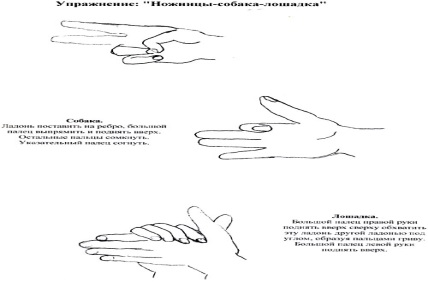 Упражнение: "Ножницы-собака-лошадка"
Собака.
Ладонь поставить на ребро, большой
палец выпрямить и поднять вверх.
Остальные пальцы сомкнуть.
Указательный палец согнуть.
Лошадка.
Большой палец правой руки
поднять вверх сверху обхватить
эту ладонь другой ладонью под
углом, образуя пальцами гриву.
Большой палец левой руки
поднять вверх.